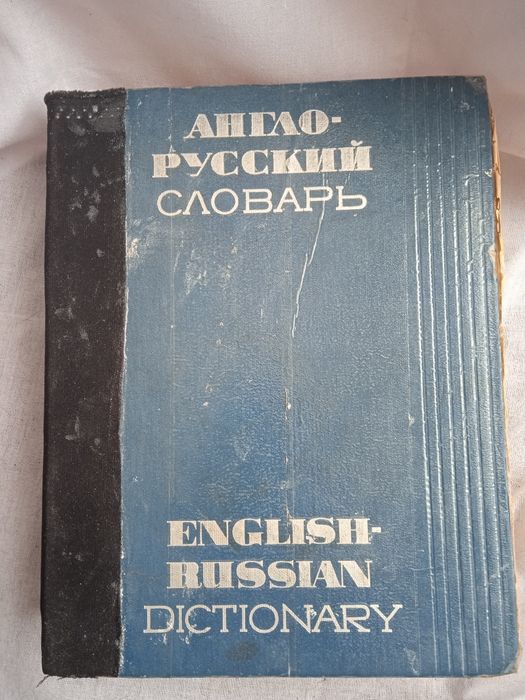 АНГЛО-
РУССКИЙ
СЛОВАРЬ
ENGLISH-
RUSSIAN
DICTIONARY